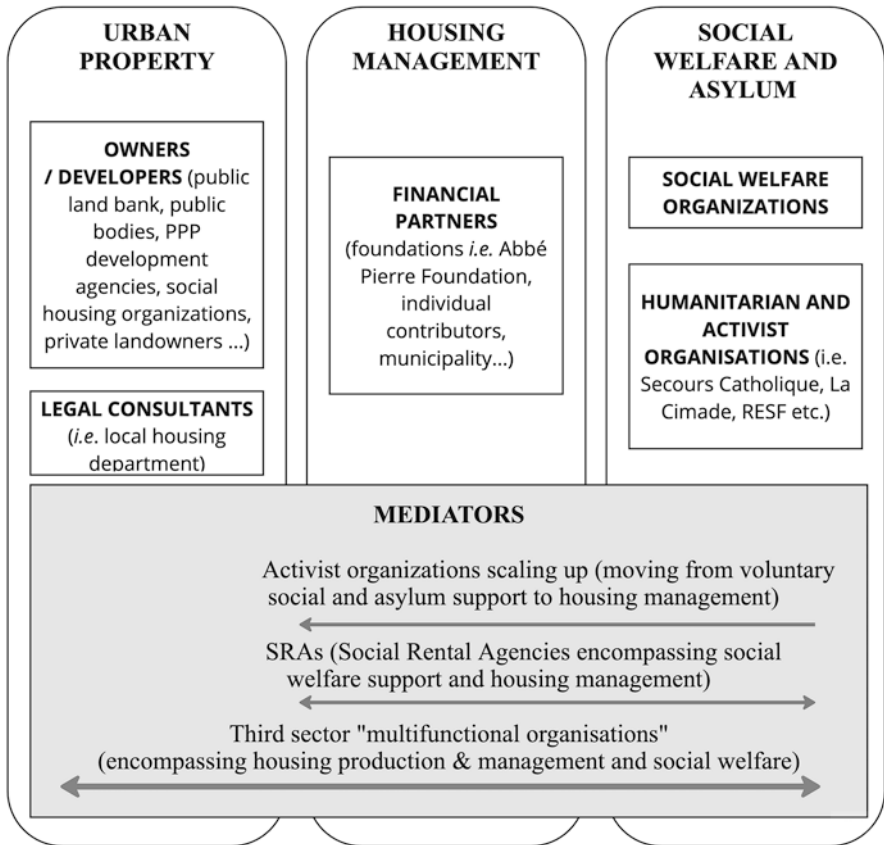 URBAN
PROPERTY
OWNERS
/ DEVELOPERS (public
land bank, public
bodies, PPP
development
agencies, social
housing organizations,
private landowners ...)
LEGAL CONSULTANTS
(i.e. local housing
department)
HOUSING
MANAGEMENT
FINANCIAL
PARTNERS
(foundations i.e. Abbé
Pierre Foundation,
individual
contributors,
municipality...)
SOCIAL
WELFARE AND
ASYLUM
SOCIAL WELFARE
ORGANIZATIONS
HUMANITARIAN AND
ACTIVIST
ORGANISATIONS (i.e.
Secours Catholique, La
Cimade, RESF etc.)
MEDIATORS
Activist organizations scaling up (moving from voluntary
social and asylum support to housing management)
SRAs (Social Rental Agencies encompassing social
welfare support and housing management)
Third sector "multifunctional organisations"
(encompassing housing production & management and social welfare)